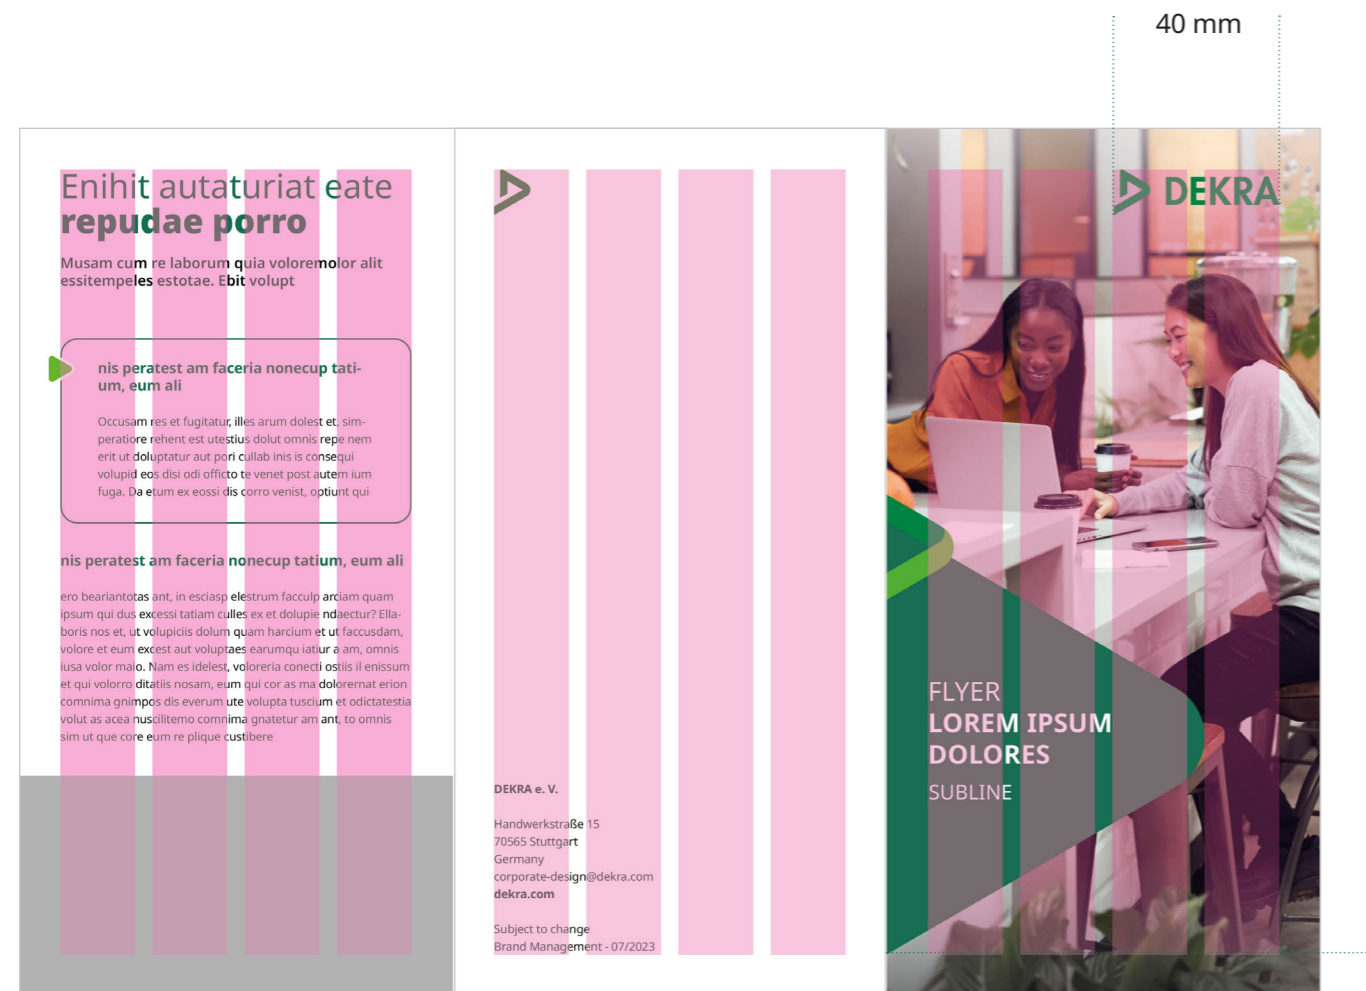 40 mm
Enihit autaturiat eate
repudae porro
Musam cum re laborum quia voloremolor alit
essitempeles estotae. Ebit volupt
nis peratest am faceria nonecup tati-
um, eum ali
Occusam res et fugitatur, illes arum dolest et, sim-
peratiore rehent est utestius dolut omnis repe nem
erit ut doluptatur aut pori cullab inis is consequi
volupid eos disi odi officto te venet post autem ium
fuga. Da etum ex eossi dis corro venist, optiunt qui
nis peratest am faceria nonecup tatium, eum ali
ero beariantotas ant, in esciasp elestrum facculp arciam quam
ipsum qui dus excessi tatiam culles ex et dolupie ndaectur? Ella-
boris nos et, ut volupiciis dolum quam harcium et ut faccusdam,
volore et eum excest aut voluptaes earumqu iatiur a am, omnis
iusa volor maio. Nam es idelest, voloreria conecti ostiis il enissum
et qui volorro ditatiis nosam, eum qui cor as ma dolorernat erion
comnima gnimpos dis everum ute volupta tuscium et odictatestia
volut as acea nuscilitemo comnima gnatetur am ant, to omnis
sim ut que core eum re plique custibere
DEKRA e. V.
Handwerkstraße 15
70565 Stuttgart
Germany
corporate-design@dekra.com
dekra.com
Subject to change
Brand Management - 07/2023
DEKRA
FLYER
LOREM IPSUM
DOLORES
SUBLINE